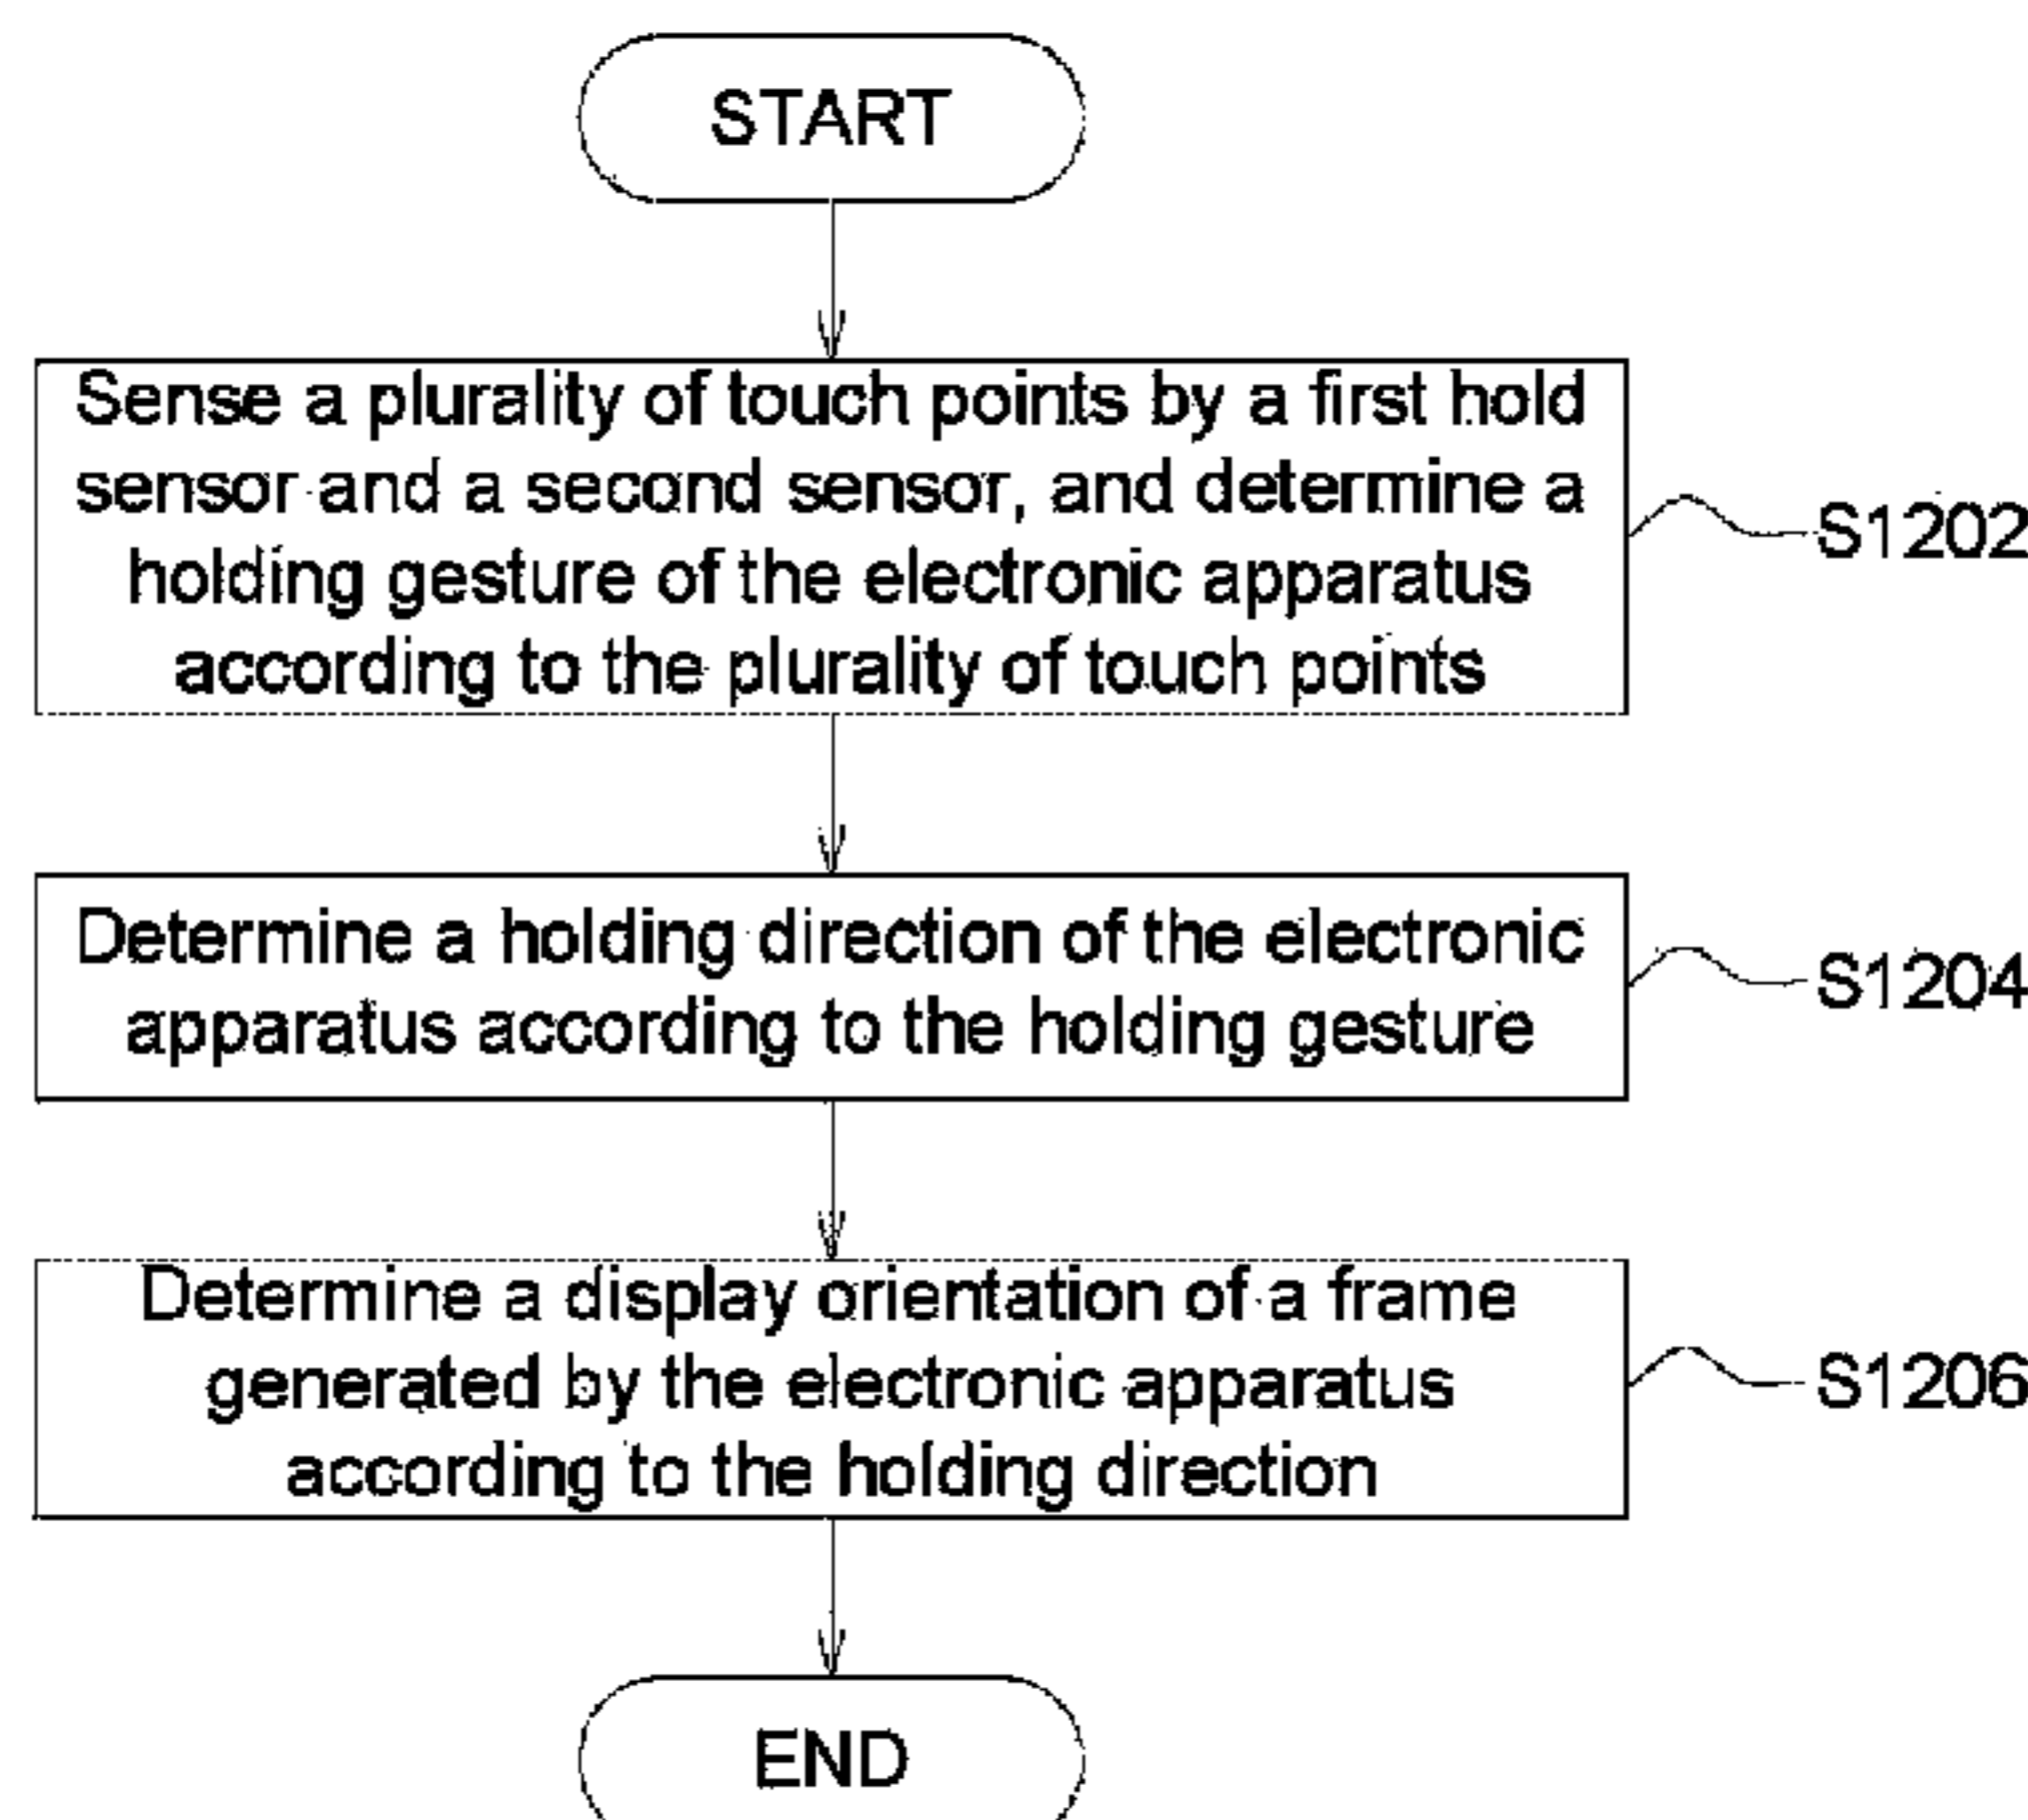 START
Sense a plurality of touch points by a first hold
sensor and a second sensor, and determine a
holding gesture of the electronic apparatus
according to the plurality of touch points
S1202
Determine a holding direction of the electronic
apparatus according to the holding gesture
S1204
Determine a display orientation of a frame
generated by the electronic apparatus
according to the holding direction
S1206
END